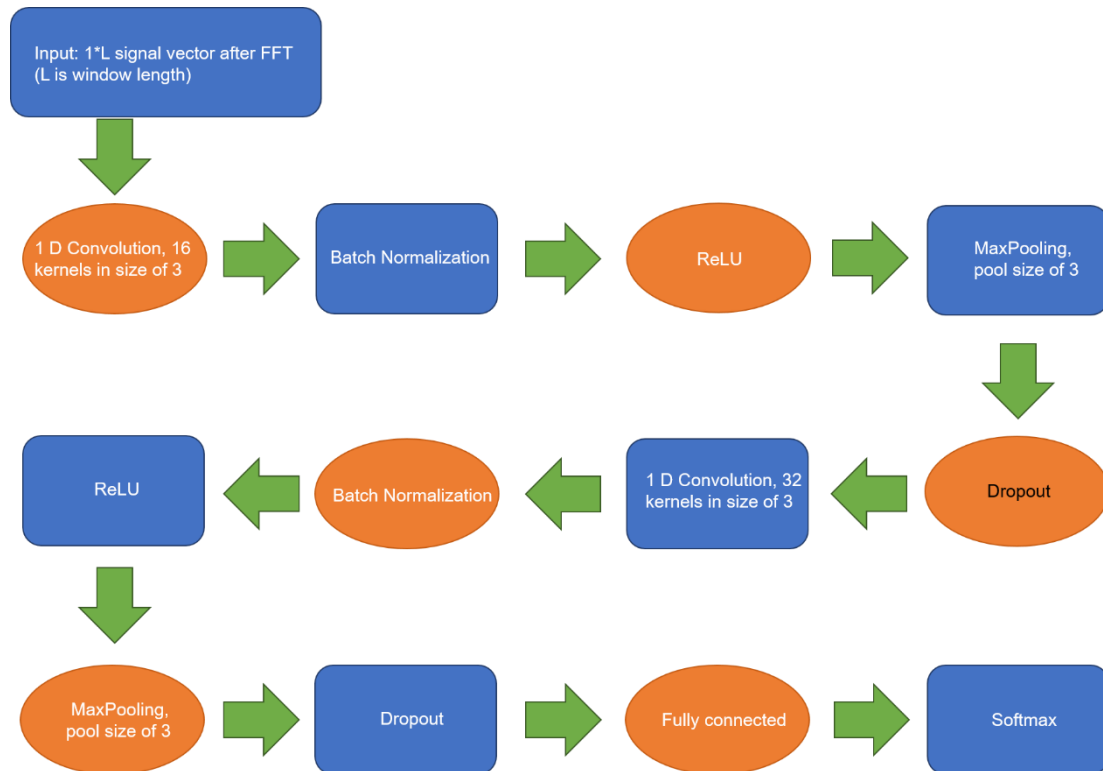 Input: 1*L signal vector after FFT
(L is window length)
1 D Convolution, 16
kernels in size of 3
Batch Normalization
ReLU
MaxPooling,
pool size of 3
Dropout
1 D Convolution, 32
kernels in size of 3
Batch Normalization
ReLU
MaxPooling,
pool size of 3
Dropout
Fully connected
Softmax